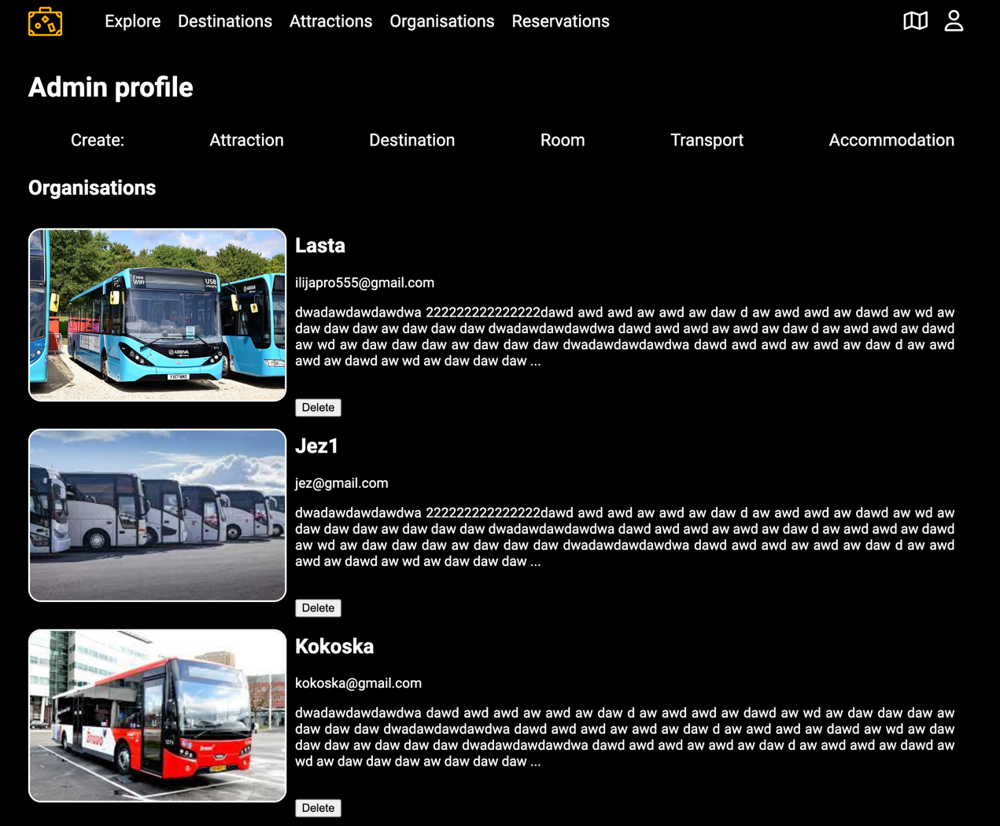 Explore Destinations Attractions Organisations Reservations
Admin profile
Create: Attraction Destination Room Transport Accommodation
Organisations
Free WiFi
USB
ARRIVA
ARRIVA
YX17 NMO
Lasta
ilijapro555@gmail.com
dwadawdawdawdwa 222222222222222dawd awd awd aw awd aw daw d aw awd awd aw dawd aw wd aw
daw daw daw aw daw daw daw dwadawdawdawdwa dawd awd awd aw awd aw daw d aw awd awd aw dawd
aw wd aw daw daw daw aw daw daw daw dwadawdawdawdwa dawd awd awd aw awd aw daw d aw awd
awd aw dawd aw wd aw daw daw daw ...
Delete
Jez1
jez@gmail.com
dwadawdawdawdwa 222222222222222dawd awd awd aw awd aw daw d aw awd awd aw dawd aw wd aw
daw daw daw aw daw daw daw dwadawdawdawdwa dawd awd awd aw awd aw daw d aw awd awd aw dawd
aw wd aw daw daw daw aw daw daw daw dwadawdawdawdwa dawd awd awd aw awd aw daw d aw awd
awd aw dawd aw wd aw daw daw daw ...
Delete
Bravo
Kokoska
kokoska@gmail.com
dwadawdawdawdwa dawd awd awd aw awd aw daw d aw awd awd aw dawd aw wd aw daw daw daw aw
daw daw daw dwadawdawdawdwa dawd awd awd aw awd aw daw d aw awd awd aw dawd aw wd aw daw
daw daw aw daw daw daw dwadawdawdawdwa dawd awd awd aw awd aw daw d aw awd awd aw dawd aw
wd aw daw daw daw aw daw daw daw ...
Delete